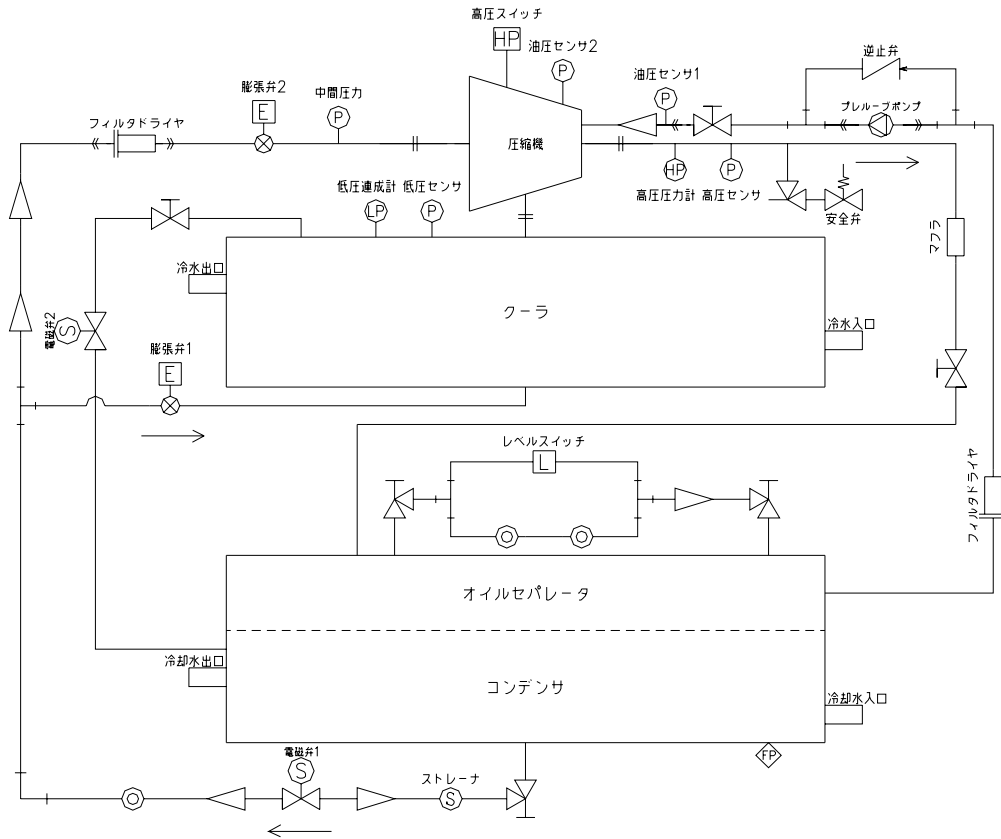 高圧スイッチ
HP
油圧センサ2
P
逆止弁
膨張弁2
E
中間圧力
P
油圧センサ1
P
プレルーブポンプ
フィルタドライヤ
圧縮機
低圧連成計
LP
低圧センサ
P
HP
高圧圧力計
P
高圧センサ
安全弁
マフラ
冷水出口
クーラ
冷水入口
電磁弁2
S
膨張弁1
E
レベルスイッチ
L
フィルタドライヤ
オイルセパレータ
冷却水出口
コンデンサ
冷却水入口
FP
電磁弁1
S
ストレーナ
S